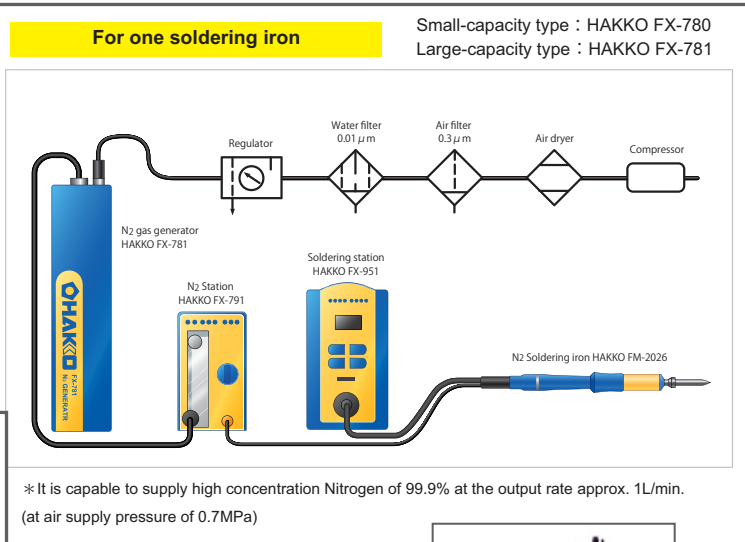 For one soldering iron
Small-capacity type：HAKKO FX-780
Large-capacity type：HAKKO FX-781
Regulator
Water filter
0.01μm
Air filter
0.3μm
Air dryer
Compressor
N2 gas generator
HAKKO FX-781
HAKKO
FX-781
N2 GENERATR
N2 Station
HAKKO FX-791
Soldering station
HAKKO FX-951
N2 Soldering iron HAKKO FM-2026
＊It is capable to supply high concentration Nitrogen of 99.9% at the output rate approx. 1L/min.
(at air supply pressure of 0.7MPa)